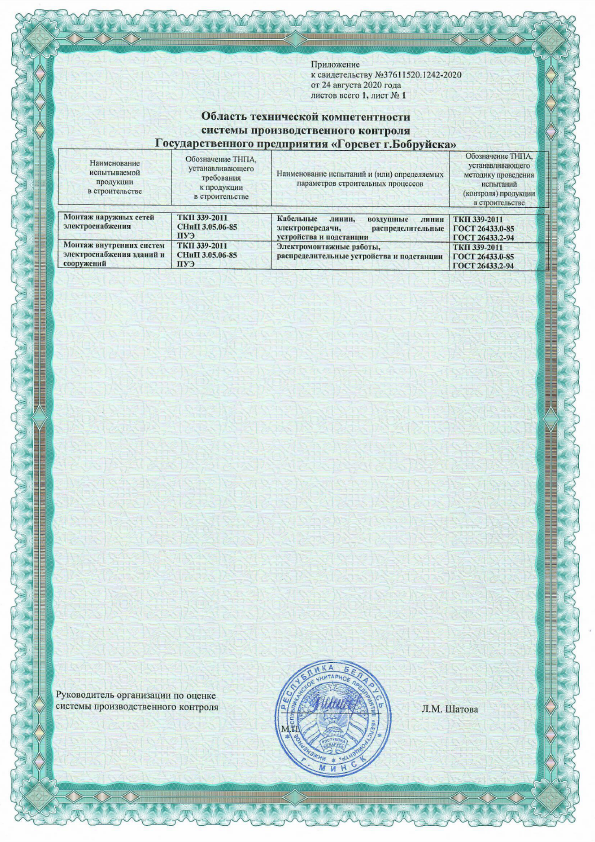 Приложение
к свидетельству №37611520.1242-2020
от 24 августа 2020 года
листов всего 1, лист № 1
Область технической компетентности
системы производственного контроля
Государственного предприятия «Горсвет г.Бобруйска»
Наименование
испытываемой
продукции
в строительстве
Обозначение ТНПА,
устанавливающего
требования
к продукции
в строительстве
Наименование испытаний и (или) определяемых
параметров строительных процессов
Обозначение ТНПА,
устанавливающего
методику проведения
испытаний
(контроля) продукции
в строительстве
Монтаж наружных сетей
электроснабжения
ТКП 339-2011
СНиП 3.05.06-85
ПУЭ
Кабельные линии, воздушные линии
электропередачи, распределительные
устройства и подстанции
ТКП 339-2011
ГОСТ 26433.0-85
ГОСТ 26433.2-94
Монтаж внутренних систем
электроснабжения зданий и
сооружений
ТКП 339-2011
СНиП 3.05.06-85
ПУЭ
Электромонтажные работы,
распределительные устройства и подстанции
ТКП 339-2011
ГОСТ 26433.0-85
ГОСТ 26433.2-94
Руководитель организации по оценке
системы производственного контроля
Л.М. Шатова
М.П.
РЕСПУБЛИКА БЕЛАРУСЬ
г. МИНСК